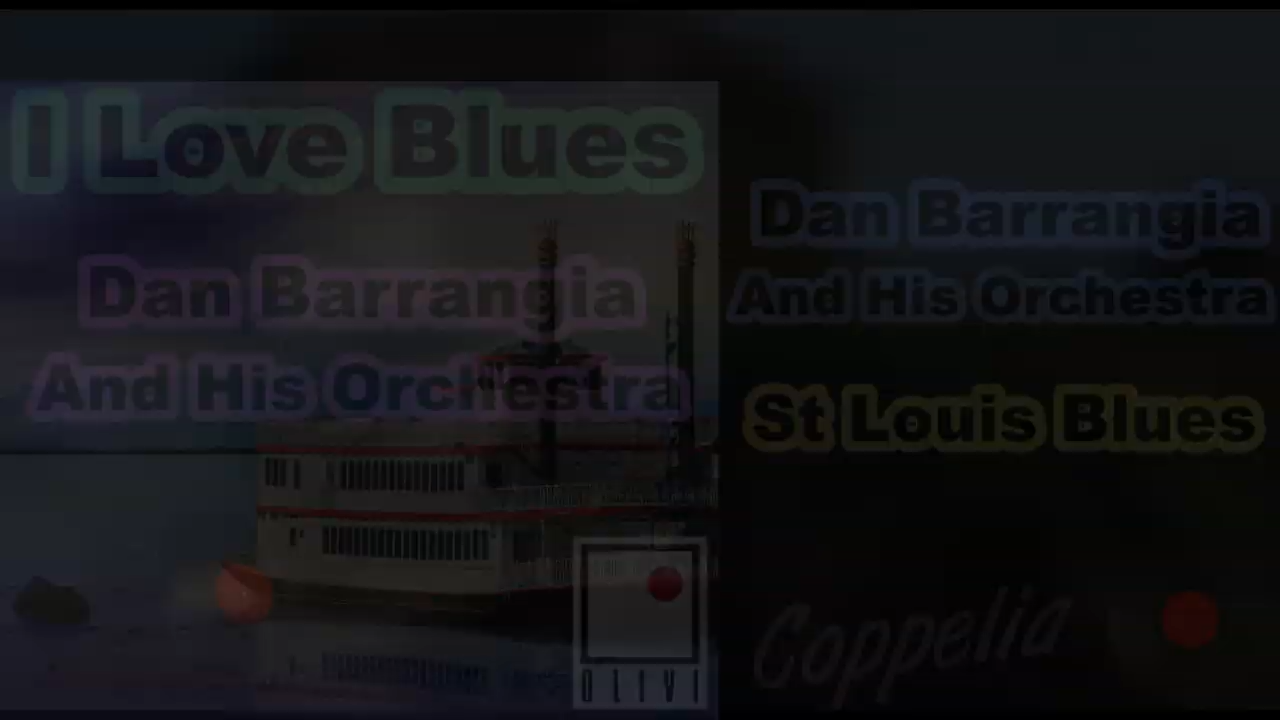 I Love Blues
Dan Barrangia
And His Orchestra
OLIVI
Dan Barrangia
And His Orchestra
St Louis Blues
Coppelia